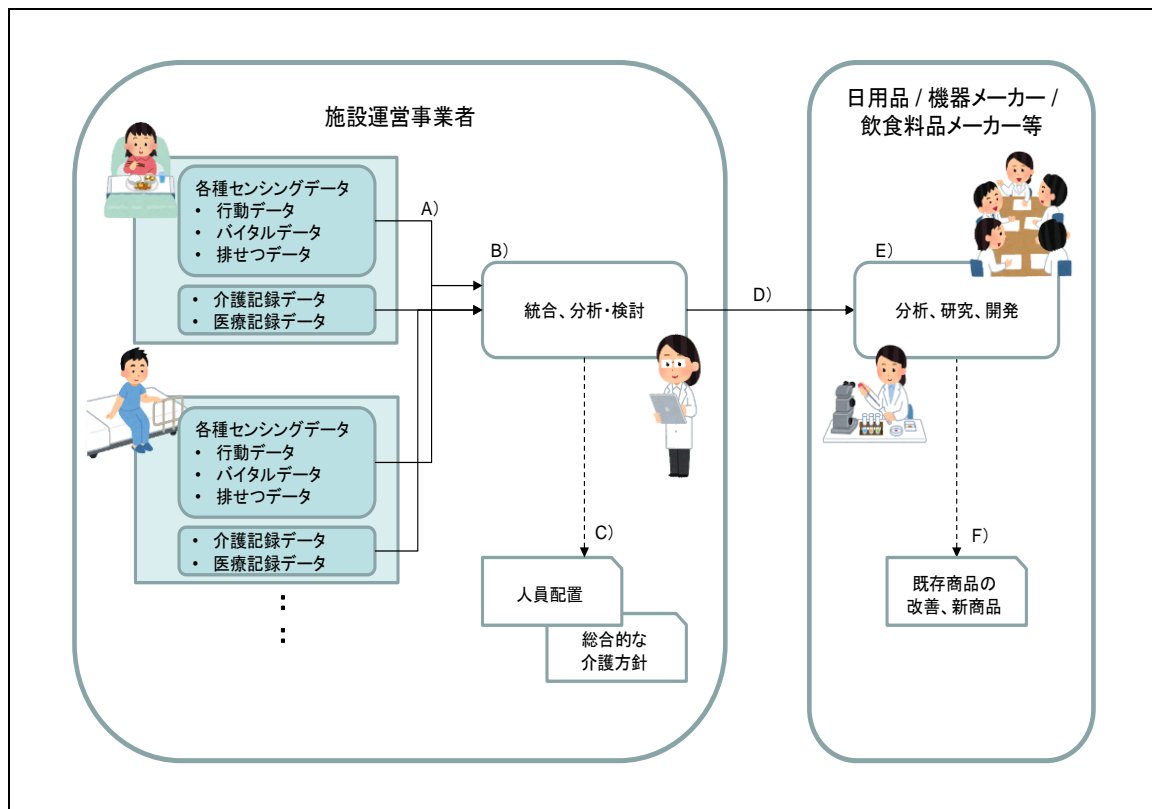 施設運営事業者
各種センシングデータ
• 行動データ
• バイタルデータ
• 排せつデータ
• 介護記録データ
• 医療記録データ
各種センシングデータ
• 行動データ
• バイタルデータ
• 排せつデータ
• 介護記録データ
• 医療記録データ
:
:
A)
B)
統合、分析・検討
C)
人員配置
総合的な
介護方針
D)
日用品 / 機器メーカー /
飲食料品メーカー等
E)
分析、研究、開発
F)
既存商品の
改善、新商品